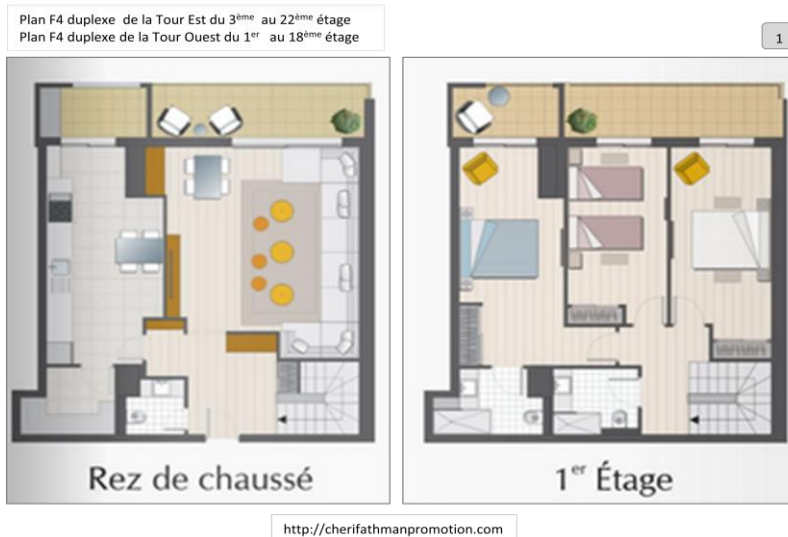 Plan F4 duplexe de la Tour Est du 3ème au 22ème étage
Plan F4 duplexe de la Tour Ouest du 1er au 18ème étage
1
Rez de chaussé
1er Étage
http://cherifathmanpromotion.com